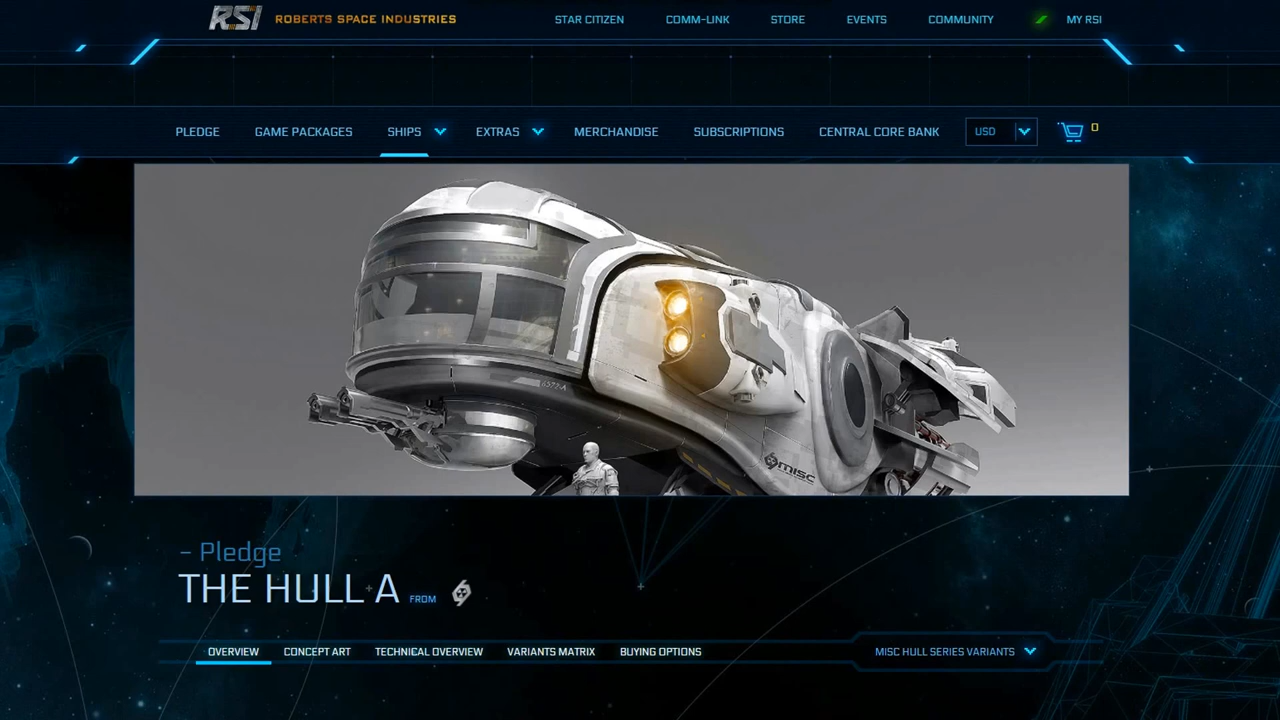 RSI ROBERTS SPACE INDUSTRIES STAR CITIZEN COMM-LINK STORE EVENTS COMMUNITY MY RSI
PLEDGE GAME PACKAGES SHIPS EXTRAS MERCHANDISE SUBSCRIPTIONS CENTRAL CORE BANK USD 0
MISC
– Pledge
THE HULL A FROM
OVERVIEW CONCEPT ART TECHNICAL OVERVIEW VARIANTS MATRIX BUYING OPTIONS MISC HULL SERIES VARIANTS